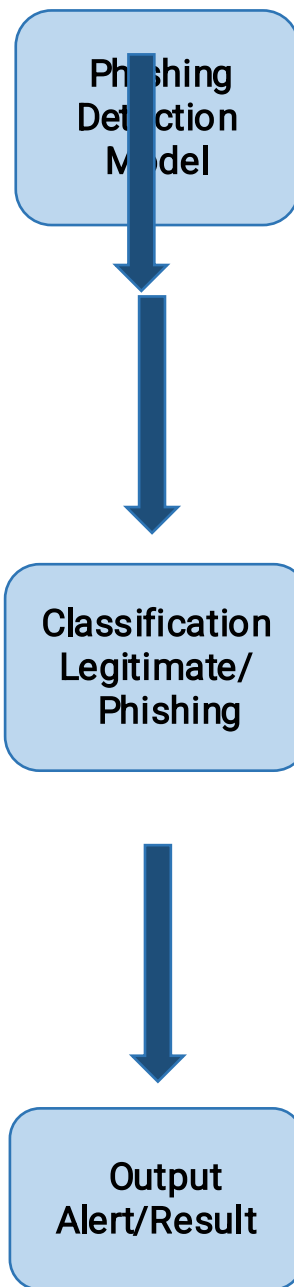 Phishing
Detection
Model
Classification
Legitimate/
Phishing
Output
Alert/Result